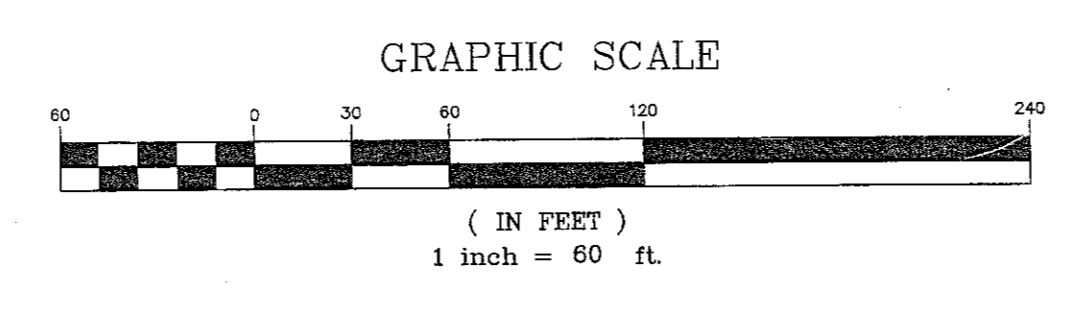 GRAPHIC SCALE
60 0 30 60 120 240
( IN FEET )
1 inch = 60 ft.